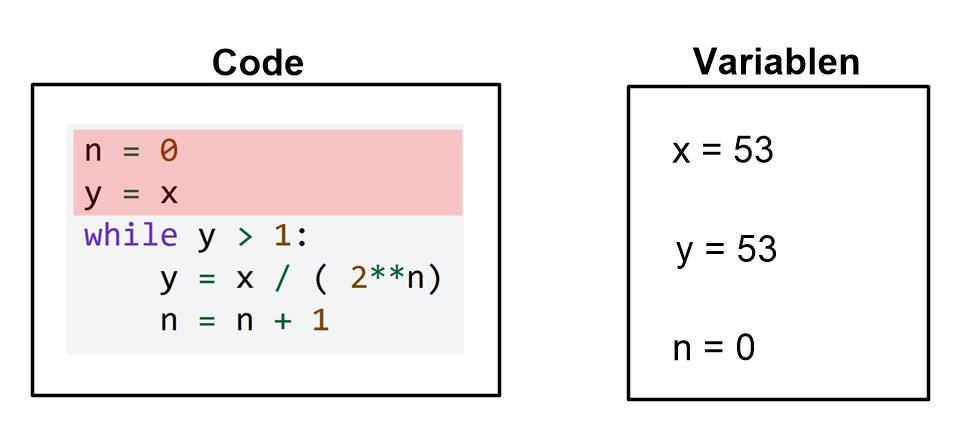 Code
n = 0
y = x
while y > 1:
    y = x / ( 2**n)
    n = n + 1
Variablen
x = 53
y = 53
n = 0